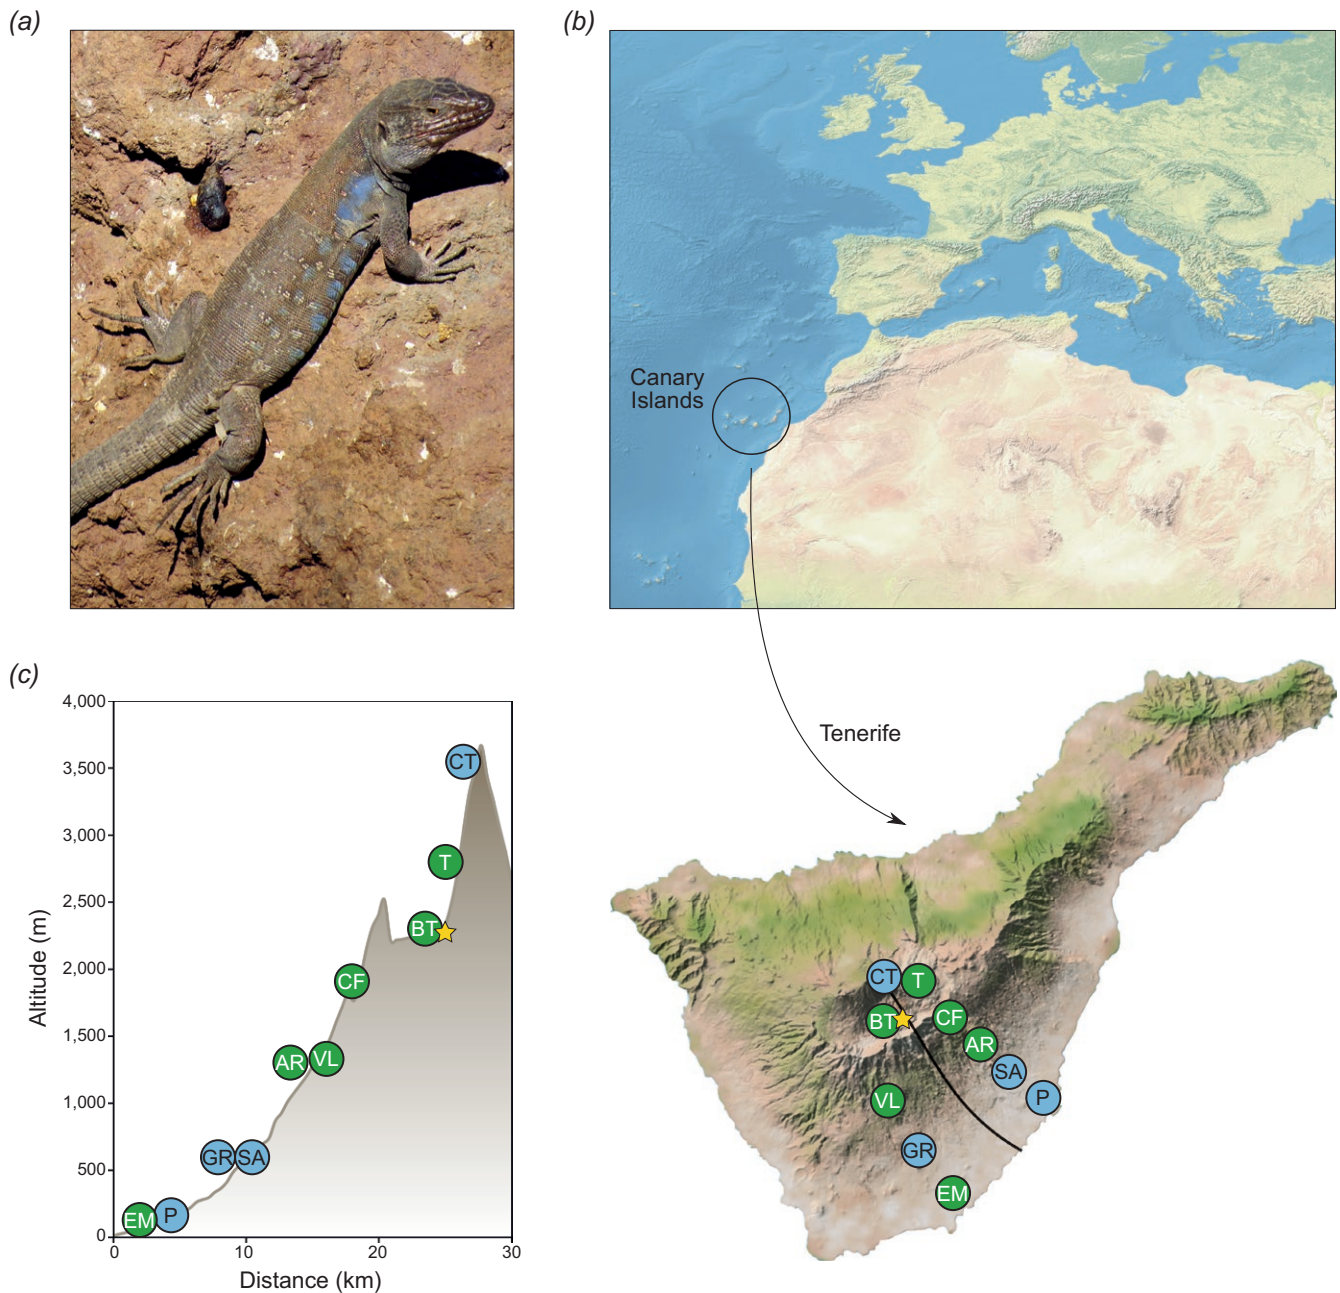 (a)
(b)
Canary
Islands
(c)
Tenerife
4,000
3,500
3,000
2,500
2,000
1,500
1,000
500
0
Altitude (m)
CT
T
BT
CF
AR
VL
GR
SA
EM
P
0
10
20
30
Distance (km)
CT
T
BT
CF
AR
SA
P
VL
GR
EM